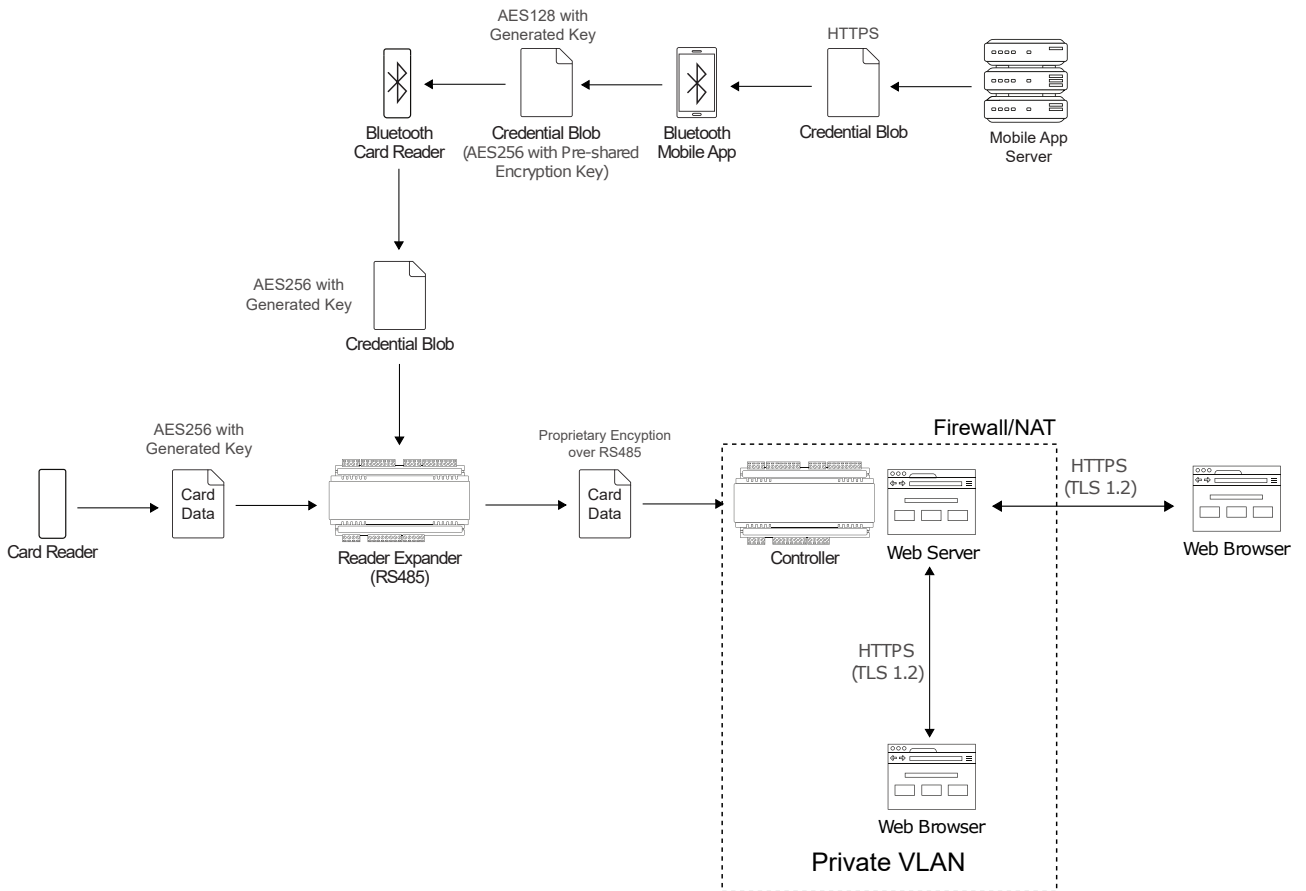 AES128 with
Generated Key
HTTPS
Bluetooth
Card Reader
Credential Blob
(AES256 with Pre-shared
Encryption Key)
Bluetooth
Mobile App
Credential Blob
Mobile App
Server
AES256 with
Generated Key
Credential Blob
AES256 with
Generated Key
Proprietary Encyption
over RS485
Firewall/NAT
HTTPS
(TLS 1.2)
Card
Data
Card
Data
Card Reader
Reader Expander
(RS485)
Controller
Web Server
Web Browser
HTTPS
(TLS 1.2)
Web Browser
Private VLAN